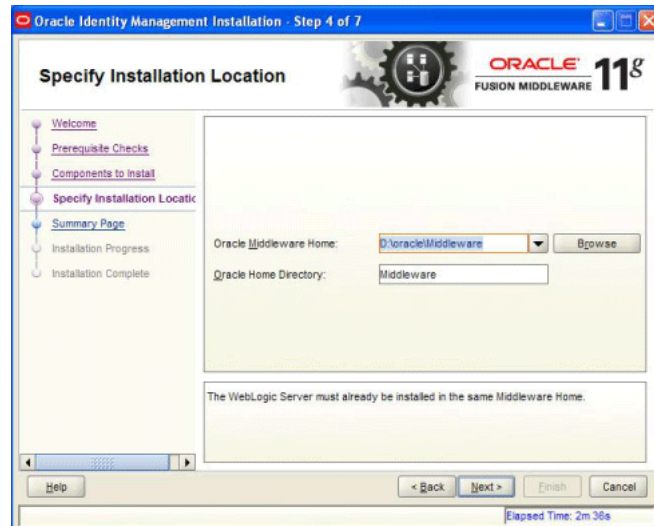 Oracle Identity Management Installation - Step 4 of 7
Specify Installation Location
ORACLE
FUSION MIDDLEWARE 11g
Welcome
Prerequisite Checks
Components to Install
Specify Installation Locatic
Summary Page
Installation Progress
Installation Complete
Oracle Middleware Home:
D:\oracle\Middleware
Browse
Oracle Home Directory:
Middleware
The WebLogic Server must already be installed in the same Middleware Home.
Help
< Back
Next >
Finish
Cancel
Elapsed Time: 2m 36s